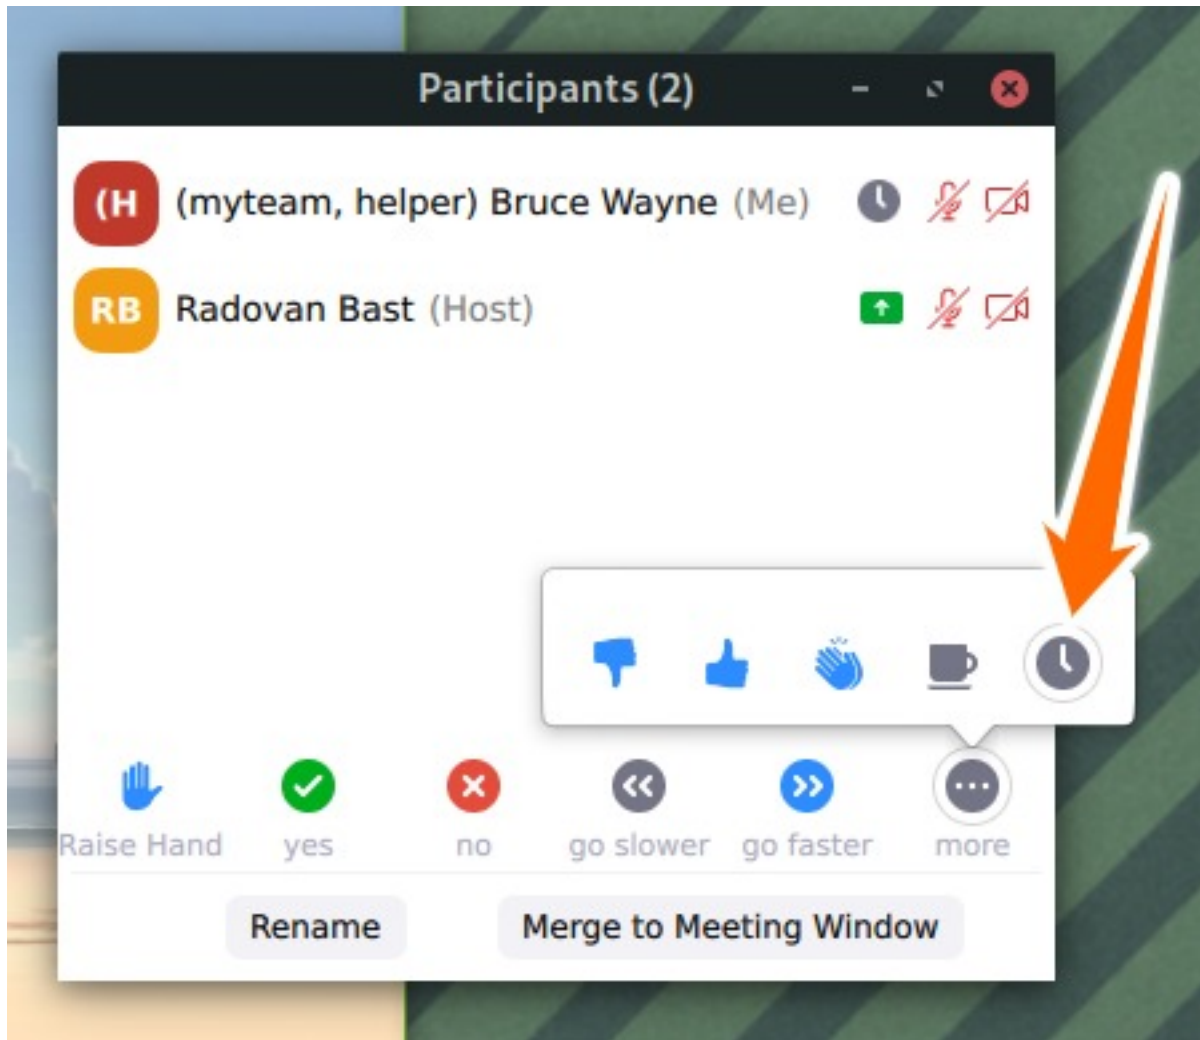 Participants (2)
(H (myteam, helper) Bruce Wayne (Me)
RB Radovan Bast (Host)
Raise Hand yes no go slower go faster more
Rename Merge to Meeting Window